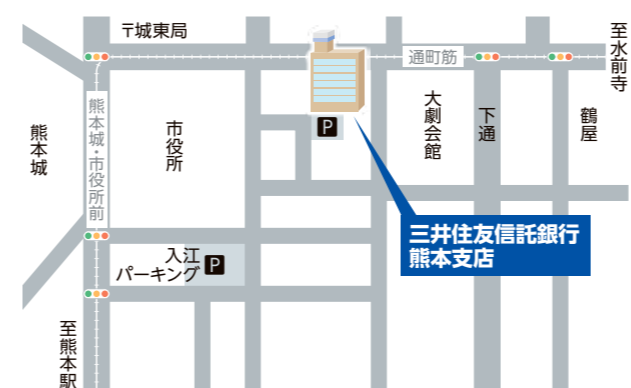 〒城東局
至水前寺
通町筋
熊本城・市役所前
熊本城
市役所
P
大劇会館
下通
鶴屋
三井住友信託銀行
熊本支店
入江
パーキング P
至熊本駅